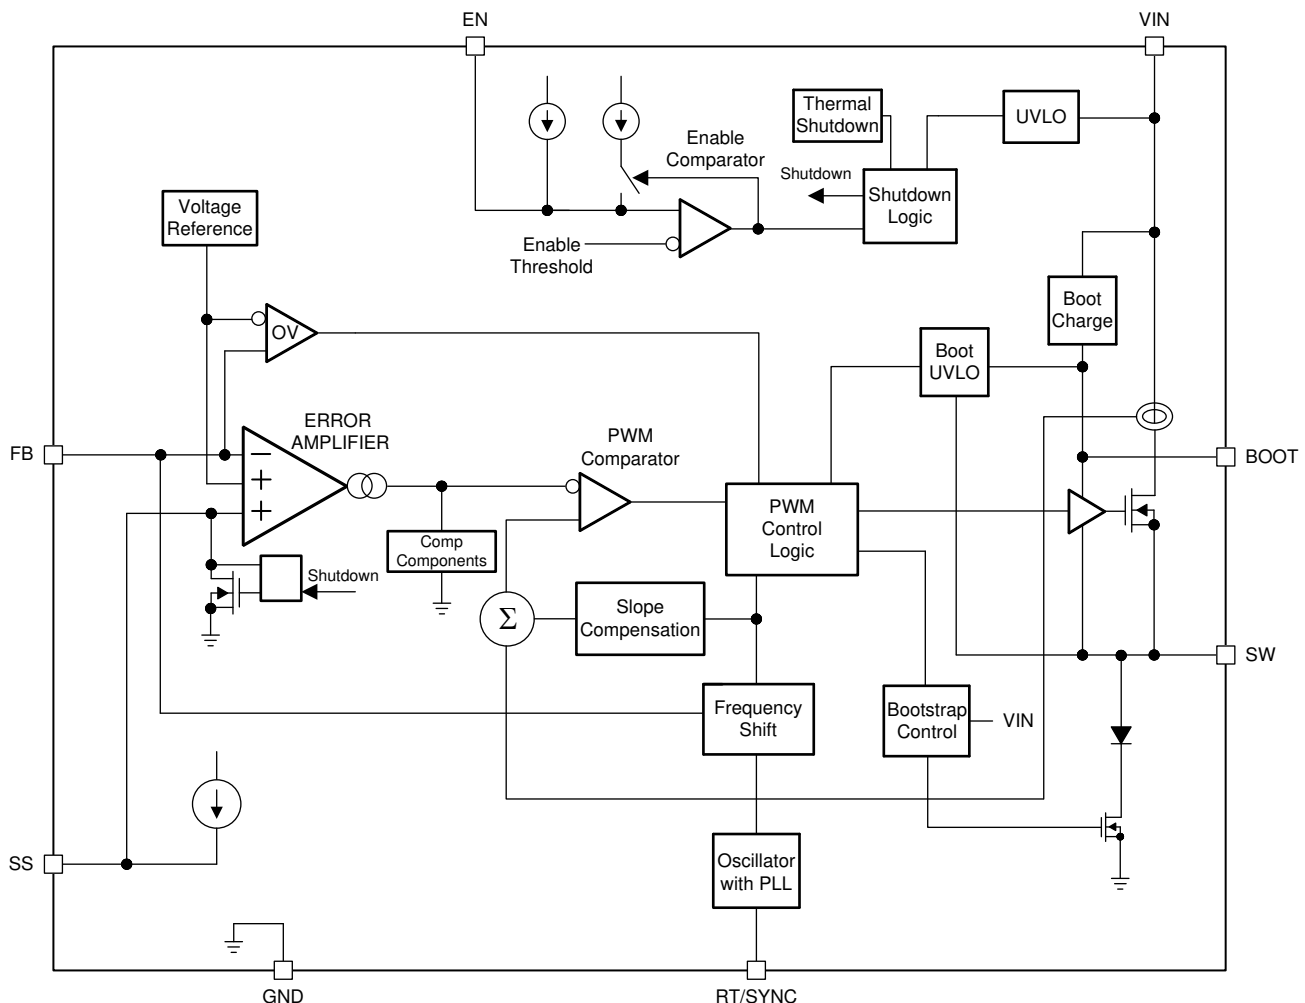 EN
VIN
Thermal
Shutdown
UVLO
Enable
Comparator
Shutdown
Shutdown
Logic
Voltage
Reference
Enable
Threshold
Boot
Charge
OV
Boot
UVLO
ERROR
AMPLIFIER
PWM
Comparator
FB
−
+
+
BOOT
PWM
Control
Logic
Comp
Components
Shutdown
Σ
Slope
Compensation
SW
Frequency
Shift
Bootstrap
Control
VIN
SS
Oscillator
with PLL
GND
RT/SYNC